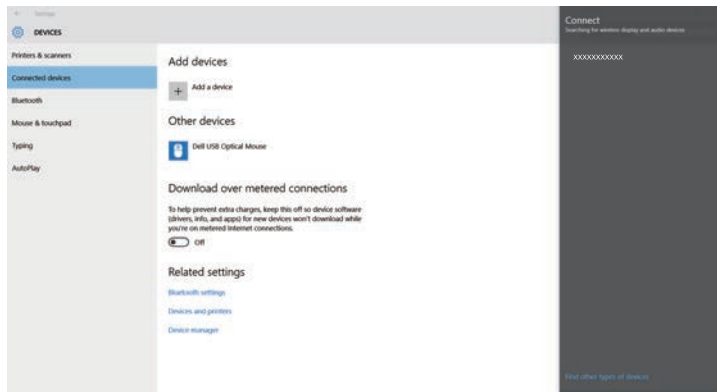 Settings
DEVICES
Printers & scanners
Connected devices
Bluetooth
Mouse & touchpad
Typing
AutoPlay
Add devices
Add a device
Other devices
Dell USB Optical Mouse
Download over metered connections
To help prevent extra charges, keep this off so device software
(drivers, info, and apps) for new devices won't download while
you're on metered Internet connections.
Off
Related settings
Bluetooth settings
Devices and printers
Device manager
Connect
Searching for wireless display and audio devices
XXXXXXXXXXX
Find other types of devices